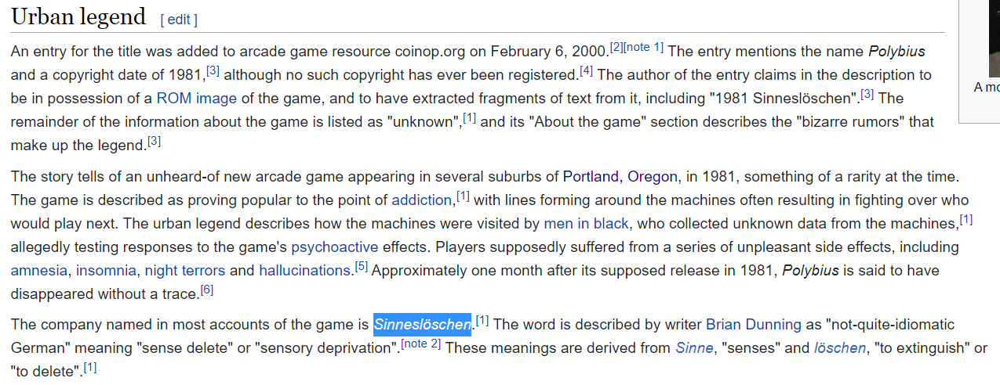 Urban legend [ edit ]
An entry for the title was added to arcade game resource coinop.org on February 6, 2000.[2][note 1] The entry mentions the name Polybius
and a copyright date of 1981,[3] although no such copyright has ever been registered.[4] The author of the entry claims in the description to
be in possession of a ROM image of the game, and to have extracted fragments of text from it, including "1981 Sinneslöschen".[3] The
remainder of the information about the game is listed as "unknown",[1] and its "About the game" section describes the "bizarre rumors" that
make up the legend.[3]
The story tells of an unheard-of new arcade game appearing in several suburbs of Portland, Oregon, in 1981, something of a rarity at the time.
The game is described as proving popular to the point of addiction,[1] with lines forming around the machines often resulting in fighting over who
would play next. The urban legend describes how the machines were visited by men in black, who collected unknown data from the machines,[1]
allegedly testing responses to the game's psychoactive effects. Players supposedly suffered from a series of unpleasant side effects, including
amnesia, insomnia, night terrors and hallucinations.[5] Approximately one month after its supposed release in 1981, Polybius is said to have
disappeared without a trace.[6]
The company named in most accounts of the game is Sinneslöschen.[1] The word is described by writer Brian Dunning as "not-quite-idiomatic
German" meaning "sense delete" or "sensory deprivation".[note 2] These meanings are derived from Sinne, "senses" and löschen, "to extinguish" or
"to delete".[1]
A mo